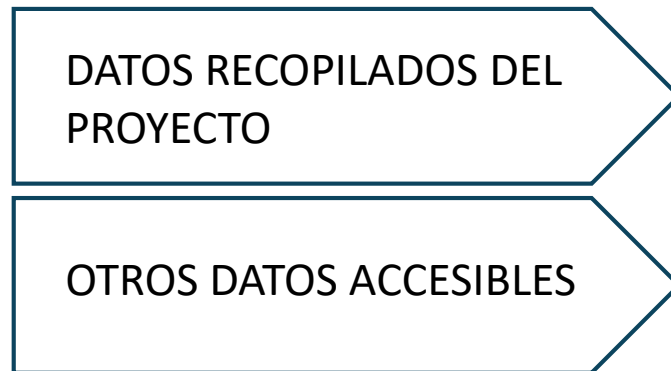 DATOS RECOPILADOS DEL
PROYECTO
OTROS DATOS ACCESIBLES